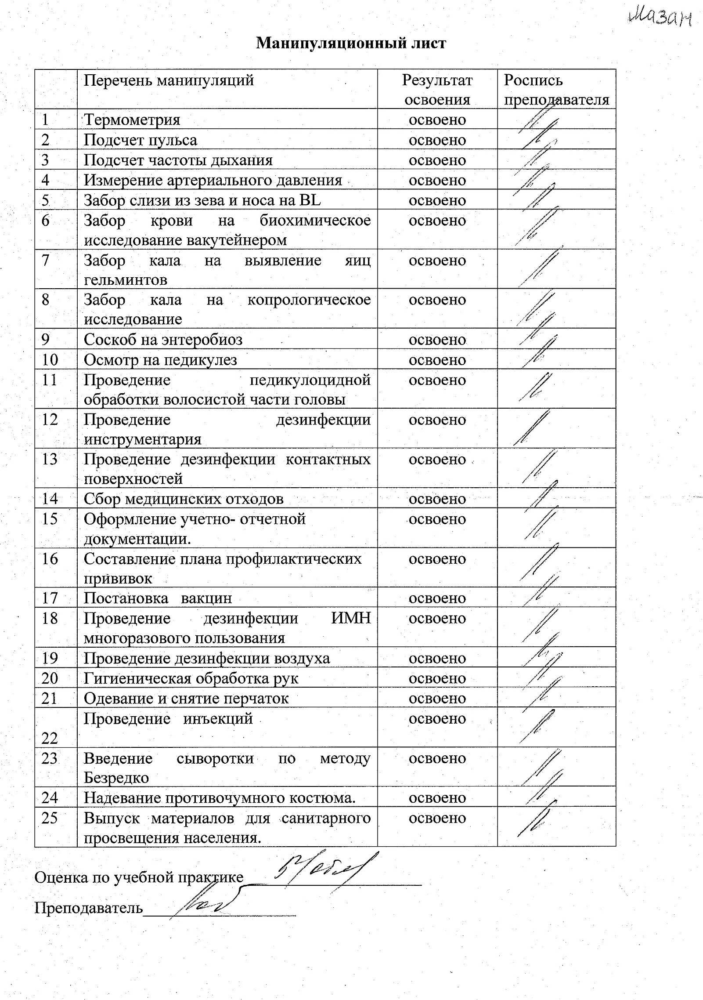 Мазан
Манипуляционный лист
Перечень манипуляций Результат Роспись
освоения преподавателя
1 Термометрия освоено
2 Подсчет пульса освоено
3 Подсчет частоты дыхания освоено
4 Измерение артериального давления освоено
5 Забор слизи из зева и носа на BL освоено
6 Забор крови на биохимическое освоено
исследование вакутейнером
7 Забор кала на выявление яиц освоено
гельминтов
8 Забор кала на копрологическое освоено
исследование
9 Соскоб на энтеробиоз освоено
10 Осмотр на педикулез освоено
11 Проведение педикулоцидной освоено
обработки волосистой части головы
12 Проведение дезинфекции освоено
инструментария
13 Проведение дезинфекции контактных освоено
поверхностей
14 Сбор медицинских отходов освоено
15 Оформление учетно- отчетной освоено
документации.
16 Составление плана профилактических освоено
прививок
17 Постановка вакцин освоено
18 Проведение дезинфекции ИМН освоено
многоразового пользования
19 Проведение дезинфекции воздуха освоено
20 Гигиеническая обработка рук освоено
21 Одевание и снятие перчаток освоено
Проведение инъекций освоено
22
23 Введение сыворотки по методу освоено
Безредко
24 Надевание противочумного костюма. освоено
25 Выпуск материалов для санитарного освоено
просвещения населения.
Оценка по учебной практике 5
Преподаватель